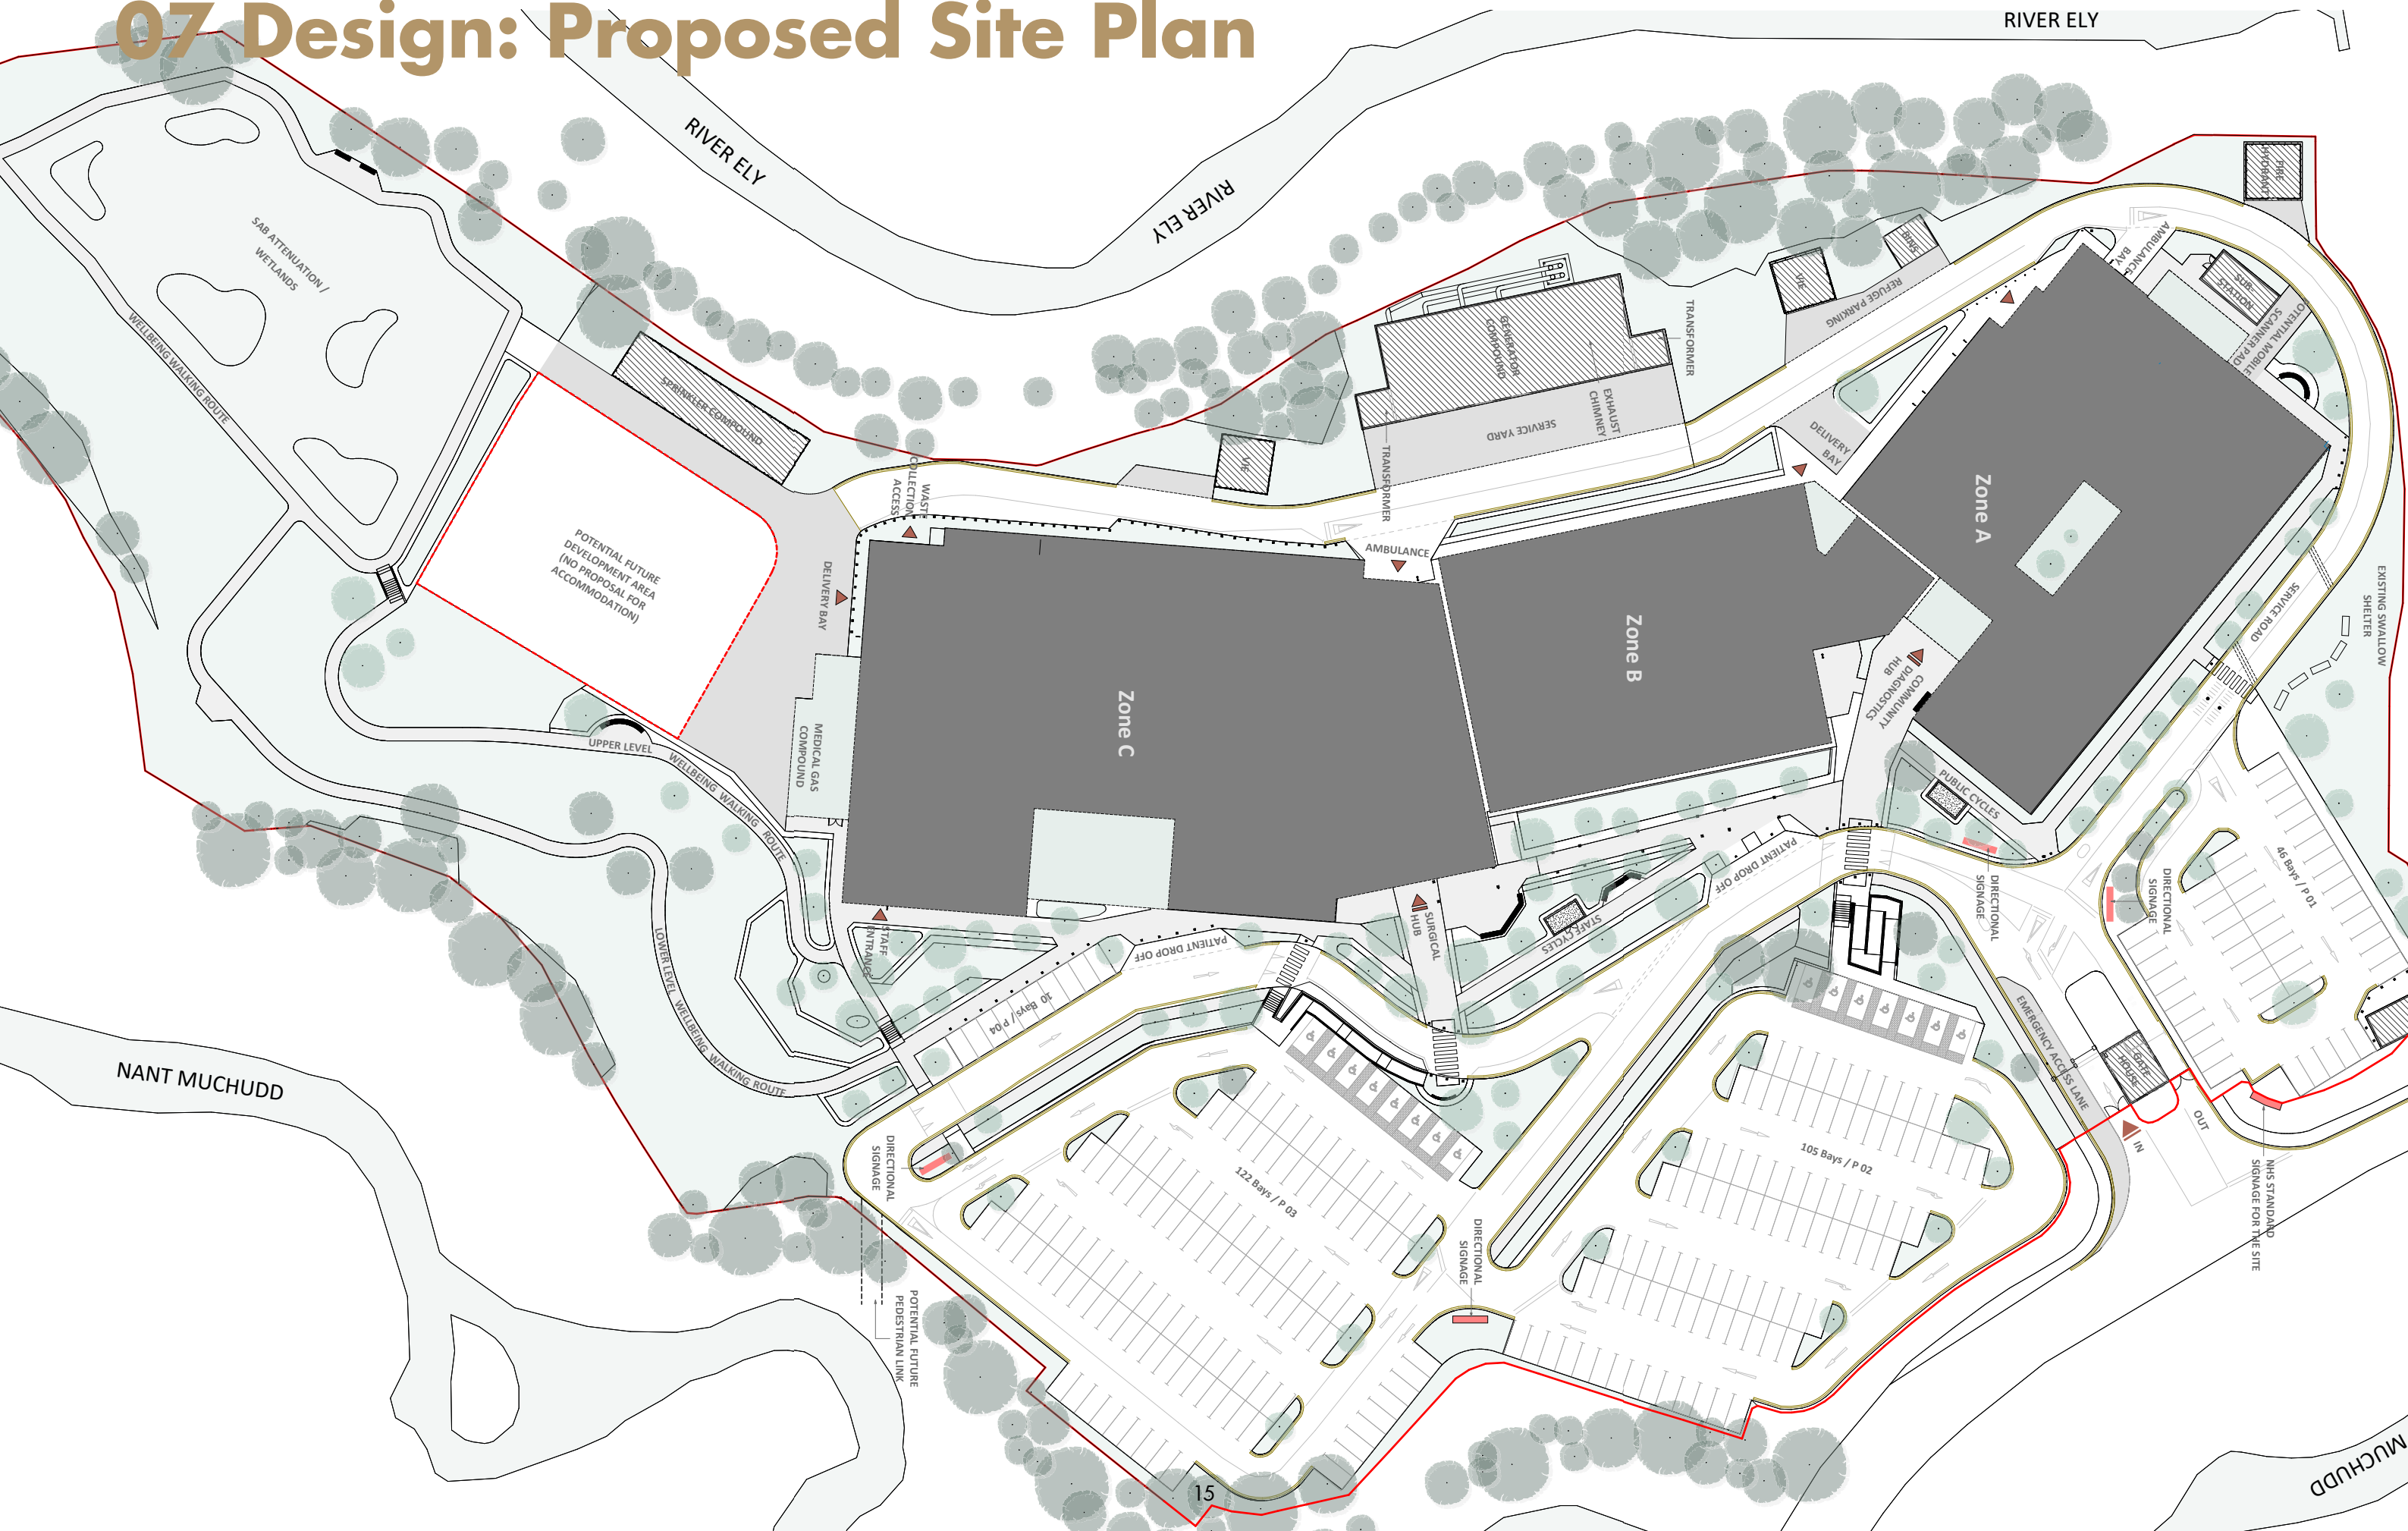 07 Design: Proposed Site Plan
RIVER ELY
RIVER ELY
RIVER ELY
FIRE
HYDRANT
SUB-
STATION
AMBULANCE
BAY
POTENTIAL MOBILE
SCANNER PAD
BINS
VIE
REFUGE PARKING
TRANSFORMER
GENERATOR
COMPOUND
EXHAUST
CHIMNEY
SERVICE YARD
TRANSFORMER
VIE
DELIVERY
BAY
SAB ATTENUATION /
WETLANDS
WELLBEING WALKING ROUTE
SPRINKLER COMPOUND
WASTE
COLLECTION
ACCESS
AMBULANCE
POTENTIAL FUTURE
DEVELOPMENT AREA
(NO PROPOSAL FOR
ACCOMMODATION)
DELIVERY BAY
Zone A
Zone B
Zone C
SERVICE ROAD
EXISTING SWALLOW
SHELTER
COMMUNITY
DIAGNOSTICS
HUB
MEDICAL GAS
COMPOUND
UPPER LEVEL WELLBEING WALKING ROUTE
PUBLIC CYCLES
PATIENT DROP OFF
DIRECTIONAL
SIGNAGE
DIRECTIONAL
SIGNAGE
46 Bays / P 01
STAFF
ENTRANCE
SURGICAL
HUB
STAFF CYCLES
PATIENT DROP OFF
10 Bays / P 04
LOWER LEVEL WELLBEING WALKING ROUTE
EMERGENCY ACCESS LANE
GATE
HOUSE
IN
OUT
NHS STANDARD
SIGNAGE FOR THE SITE
NANT MUCHUDD
DIRECTIONAL
SIGNAGE
122 Bays / P 03
105 Bays / P 02
DIRECTIONAL
SIGNAGE
POTENTIAL FUTURE
PEDESTRIAN LINK
MUCHUDD
15